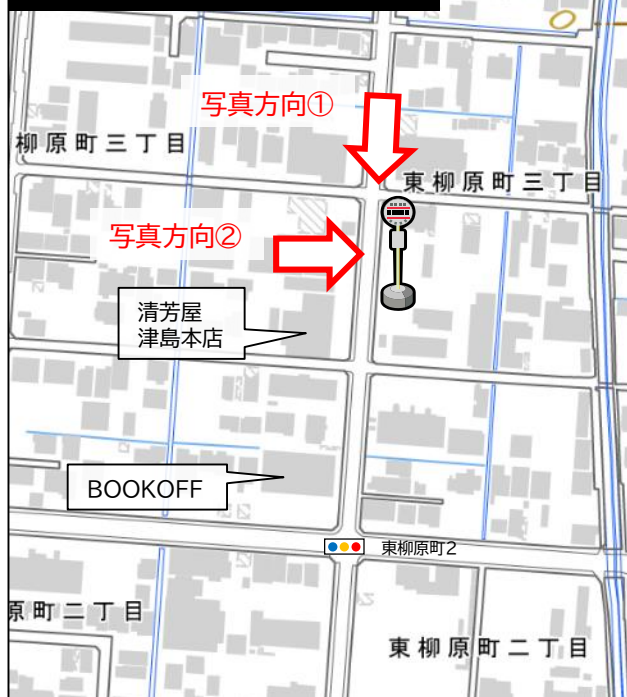 写真方向①
柳原町三丁目
東柳原町三丁目
写真方向②
清芳屋
津島本店
BOOKOFF
東柳原町2
原町二丁目
東柳原町二丁目